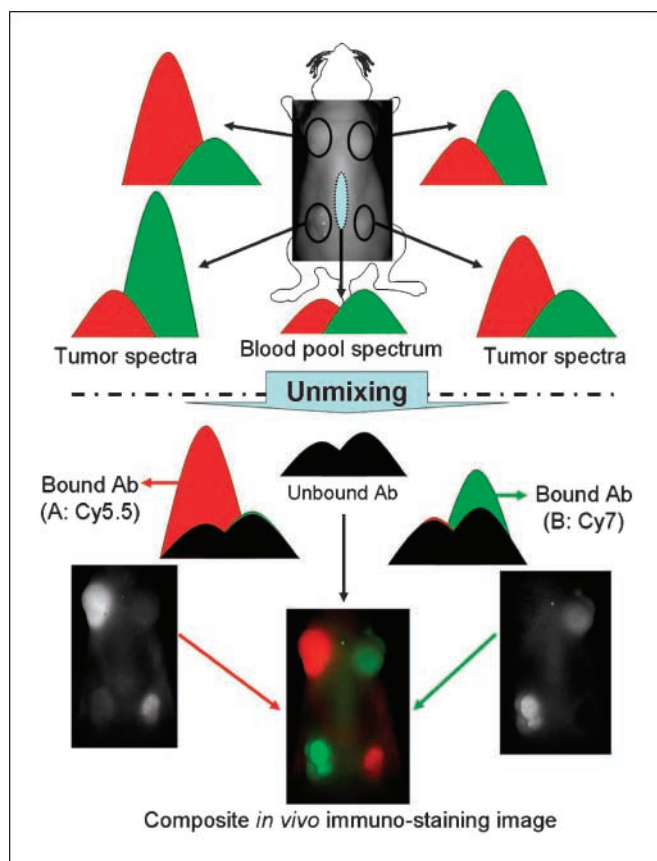 Tumor spectra
Blood pool spectrum
Tumor spectra
Unmixing
Bound Ab
(A: Cy5.5)
Unbound Ab
Bound Ab
(B: Cy7)
Composite in vivo immuno-staining image